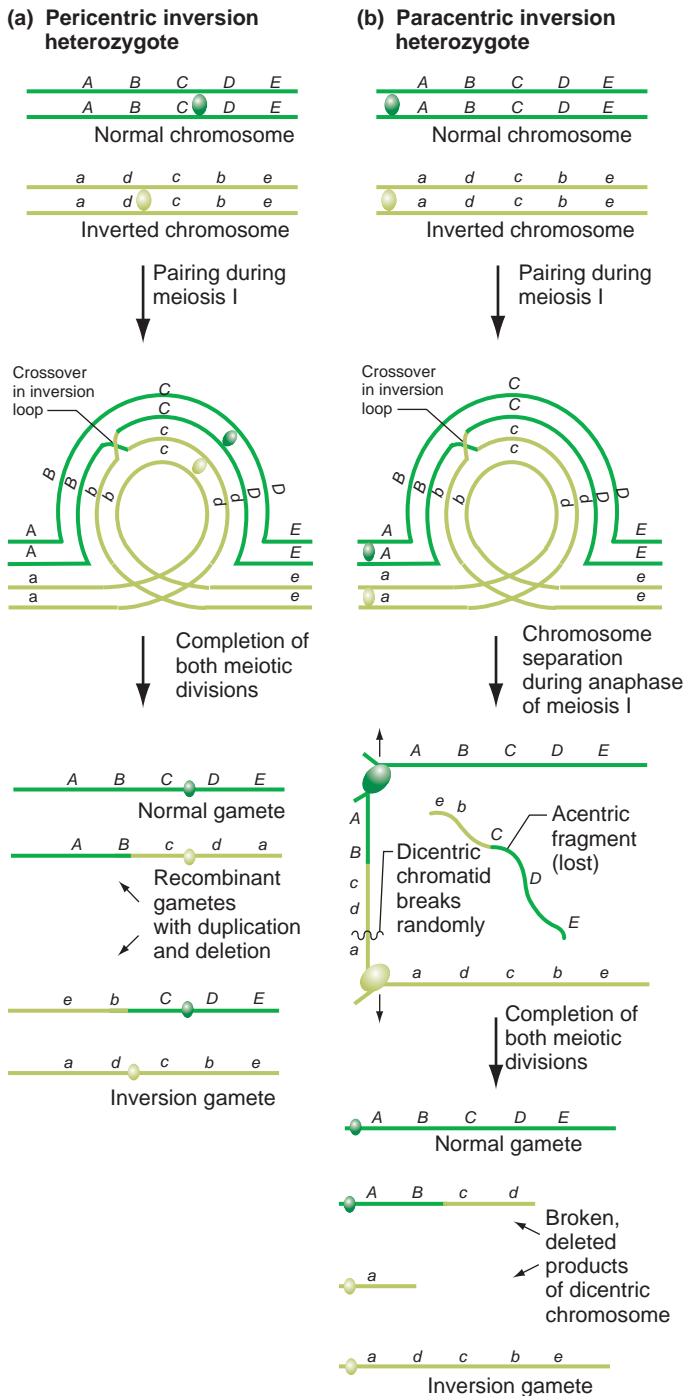 (a) Pericentric inversion
heterozygote
A B C D E
A B C D E
Normal chromosome
a d c b e
a d c b e
Inverted chromosome
Pairing during
meiosis I
Crossover
in inversion
loop
C
C
c
c
B
B
b
b
d
d
D
D
A
A
a
a
E
E
e
e
Completion of
both meiotic
divisions
A B C D E
Normal gamete
A B c d a
Recombinant
gametes
with duplication
and deletion
e b C D E
a d c b e
Inversion gamete
(b) Paracentric inversion
heterozygote
A B C D E
A B C D E
Normal chromosome
a d c b e
a d c b e
Inverted chromosome
Pairing during
meiosis I
Crossover
in inversion
loop
C
C
c
c
B
B
b
b
d
d
D
D
A
A
a
a
E
E
e
e
Chromosome
separation
during anaphase
of meiosis I
A B C D E
A
B
c
d
a
Dicentric
chromatid
breaks
randomly
e b C D E
Acentric
fragment
(lost)
a d c b e
Completion of
both meiotic
divisions
A B C D E
Normal gamete
A B c d
Broken,
deleted
products
of dicentric
chromosome
a
a d c b e
Inversion gamete